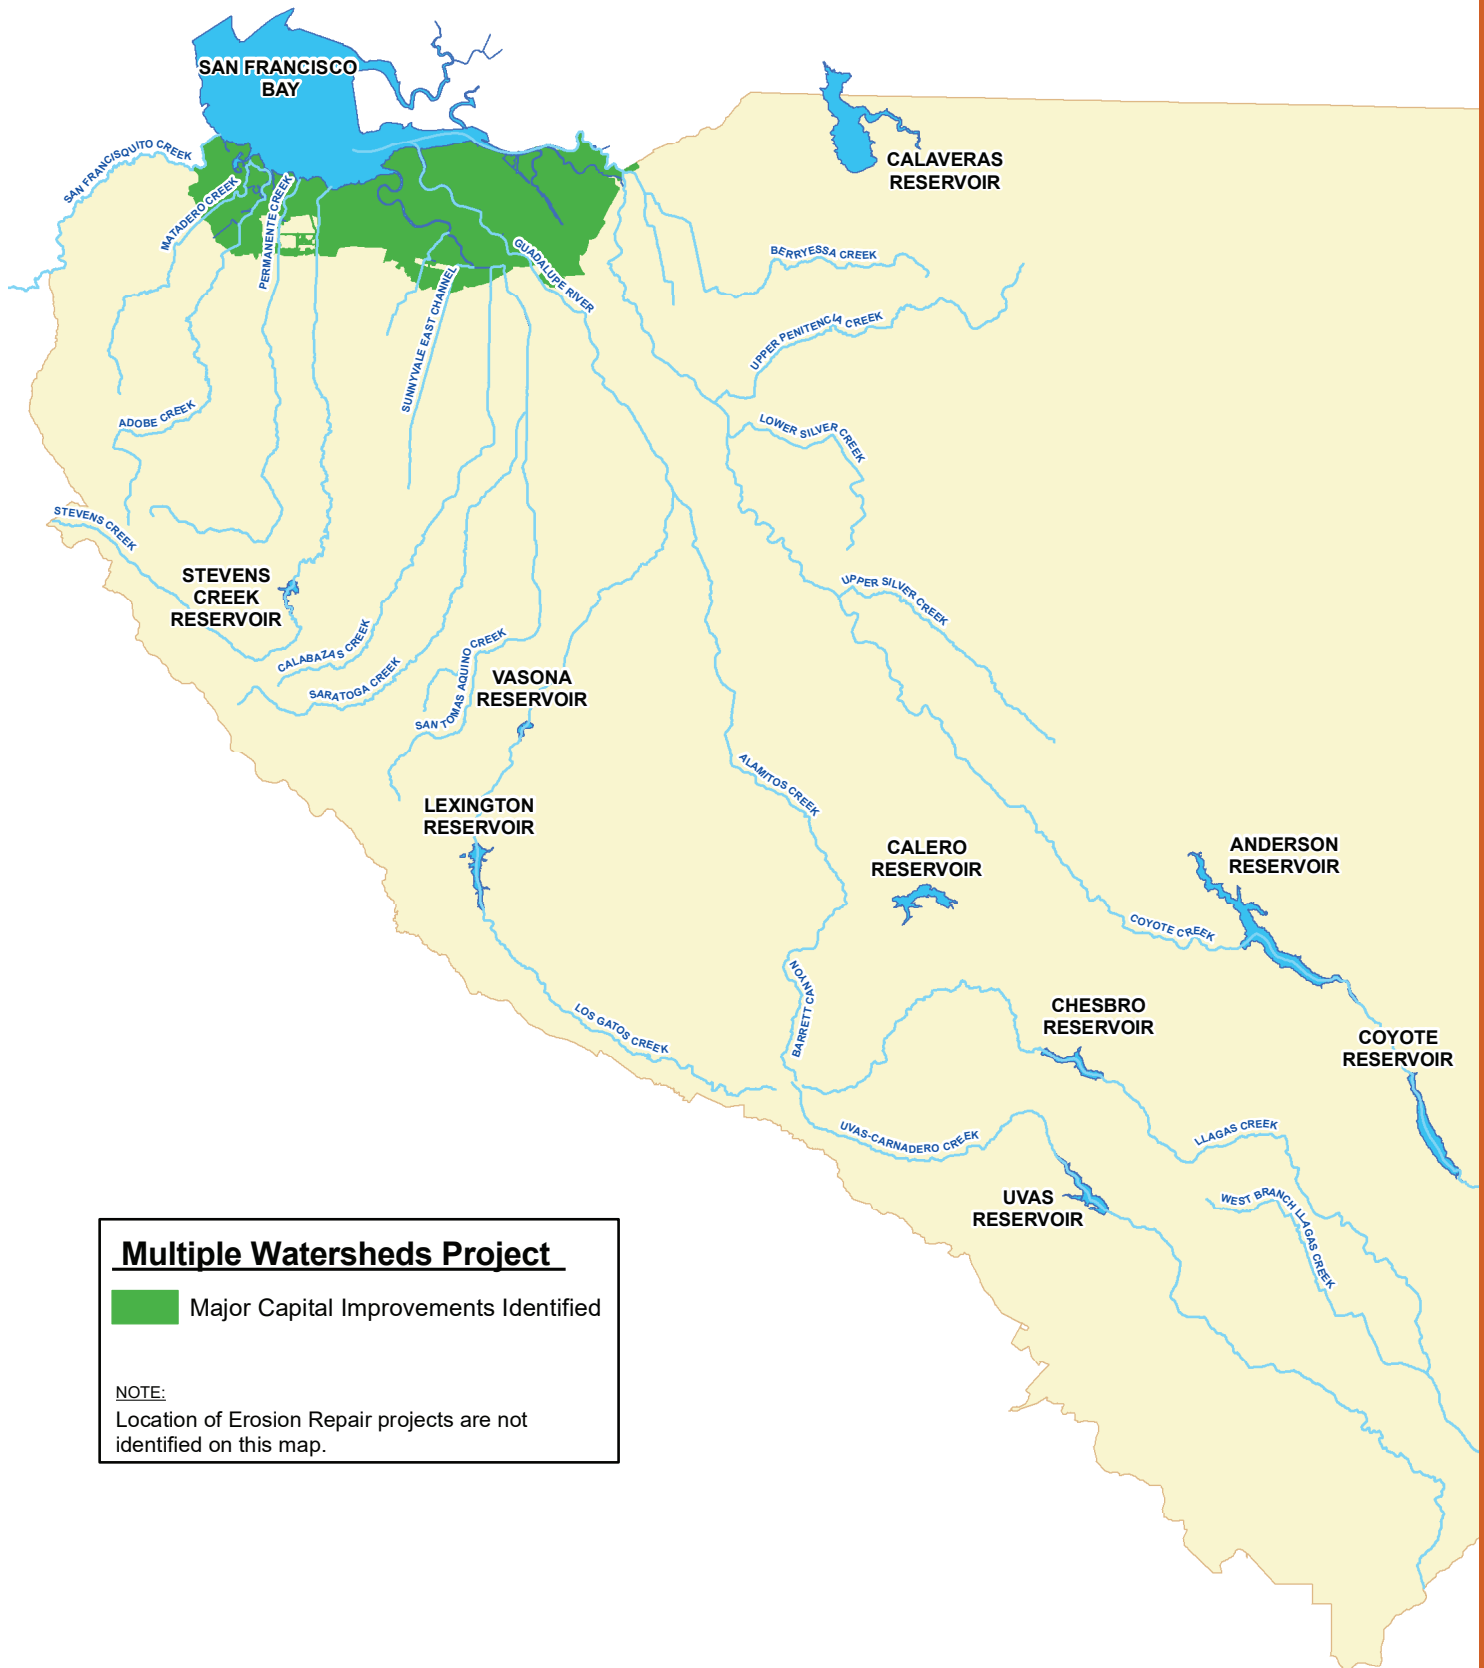 SAN FRANCISCO
BAY
SAN FRANCISQUITO CREEK
MATADERO CREEK
PERMANENTE CREEK
CALAVERAS
RESERVOIR
GUADALUPE RIVER
BERRYESSA CREEK
SUNNYVALE EAST CHANNEL
UPPER PENITENCIA CREEK
ADOBE CREEK
LOWER SILVER CREEK
STEVENS CREEK
STEVENS
CREEK
RESERVOIR
UPPER SILVER CREEK
CALABAZAS CREEK
SARATOGA CREEK
SAN TOMAS AQUINO CREEK
VASONA
RESERVOIR
ALAMITOS CREEK
LEXINGTON
RESERVOIR
CALERO
RESERVOIR
ANDERSON
RESERVOIR
COYOTE CREEK
BARRETT CANYON
LOS GATOS CREEK
CHESBRO
RESERVOIR
COYOTE
RESERVOIR
UVAS-CARNADERO CREEK
LLAGAS CREEK
UVAS
RESERVOIR
WEST BRANCH LLAGAS CREEK
Multiple Watersheds Project
Major Capital Improvements Identified
NOTE:
Location of Erosion Repair projects are not
identified on this map.